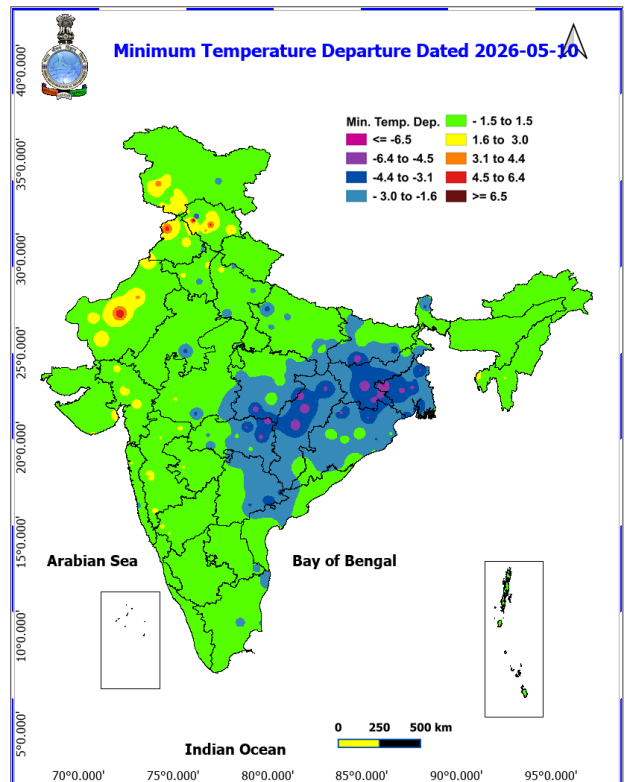 Minimum Temperature Departure Dated 2026-05-10
Min. Temp. Dep.
<= -6.5
-6.4 to -4.5
-4.4 to -3.1
- 3.0 to -1.6
- 1.5 to 1.5
1.6 to 3.0
3.1 to 4.4
4.5 to 6.4
>= 6.5
40°0.000'
35°0.000'
30°0.000'
25°0.000'
20°0.000'
15°0.000'
10°0.000'
5°0.000'
Arabian Sea
Bay of Bengal
0 250 500 km
Indian Ocean
70°0.000' 75°0.000' 80°0.000' 85°0.000' 90°0.000' 95°0.000'